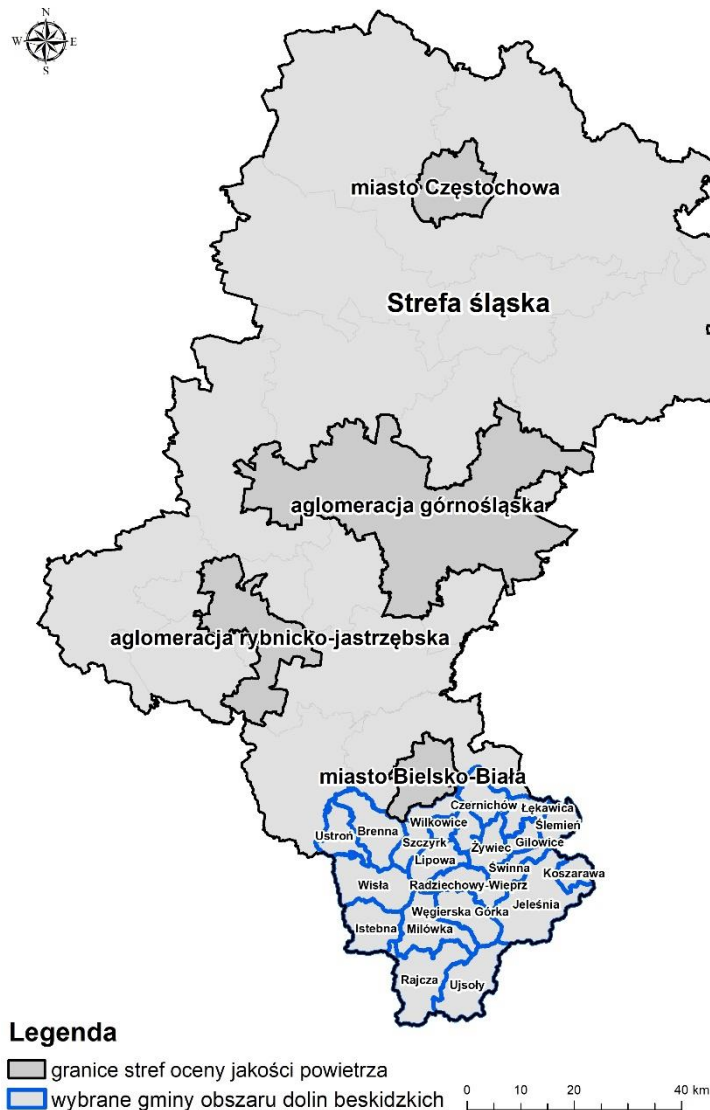 N
W E
S
miasto Częstochowa
Strefa śląska
aglomeracja górnośląska
aglomeracja rybnicko-jastrzębska
miasto Bielsko-Biała
Czernichów Łękawica
Wilkowice Ślemień
Ustroń Brenna Szczyrk Żywiec Gilowice
Lipowa Świnna Koszarawa
Wisła Radziechowy-Wieprz
Jeleśnia
Węgierska Górka
Istebna Milówka
Rajcza Ujsoły
Legenda
granice stref oceny jakości powietrza
wybrane gminy obszaru dolin beskidzkich
0 10 20 40 km